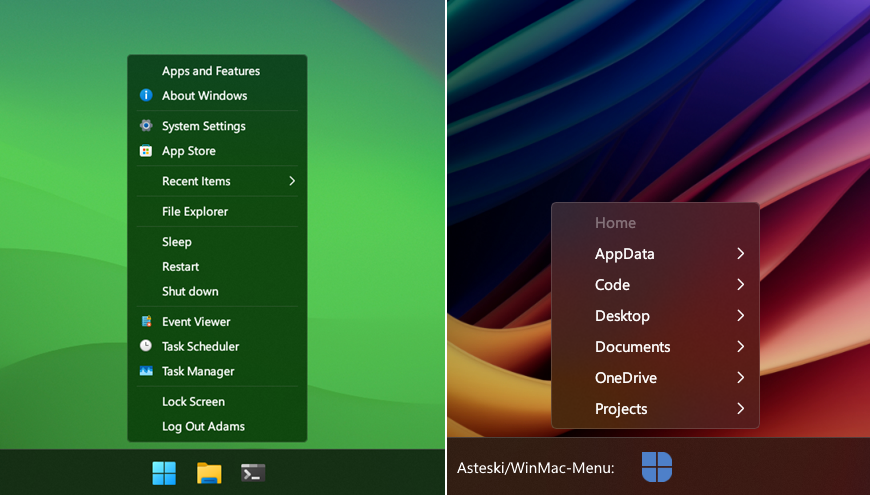 Apps and Features
About Windows
System Settings
App Store
Recent Items
File Explorer
Sleep
Restart
Shut down
Event Viewer
Task Scheduler
Task Manager
Lock Screen
Log Out Adams
Home
AppData
Code
Desktop
Documents
OneDrive
Projects
Asteski/WinMac-Menu: